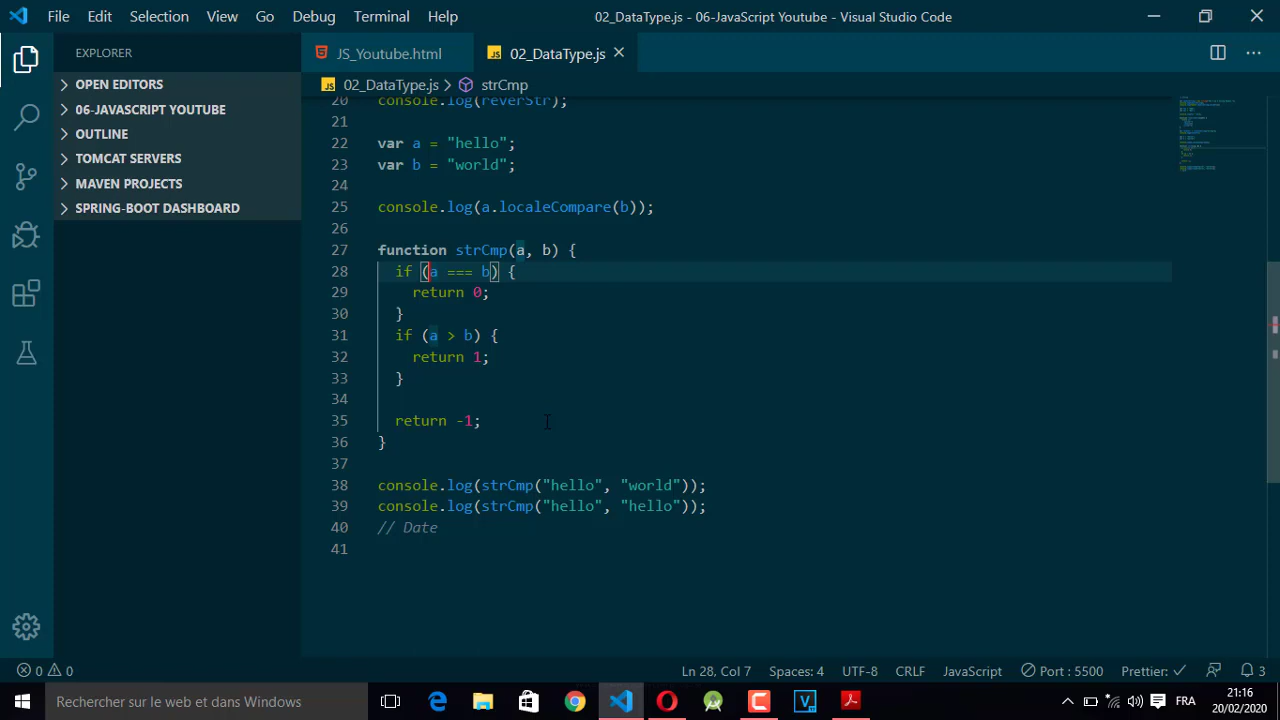 File Edit Selection View Go Debug Terminal Help 02_DataType.js - 06-JavaScript Youtube - Visual Studio Code
EXPLORER
OPEN EDITORS
06-JAVASCRIPT YOUTUBE
OUTLINE
TOMCAT SERVERS
MAVEN PROJECTS
SPRING-BOOT DASHBOARD
JS_Youtube.html 02_DataType.js
02_DataType.js > strCmp
20 console.log(reverStr);
21
22 var a = "hello";
23 var b = "world";
24
25 console.log(a.localeCompare(b));
26
27 function strCmp(a, b) {
28 if (a === b) {
29 return 0;
30 }
31 if (a > b) {
32 return 1;
33 }
34
35 return -1;
36 }
37
38 console.log(strCmp("hello", "world"));
39 console.log(strCmp("hello", "hello"));
40 // Date
41
0 0 Ln 28, Col 7 Spaces: 4 UTF-8 CRLF JavaScript Port : 5500 Prettier: ✓ 3
Rechercher sur le web et dans Windows
FRA
21:16
20/02/2020